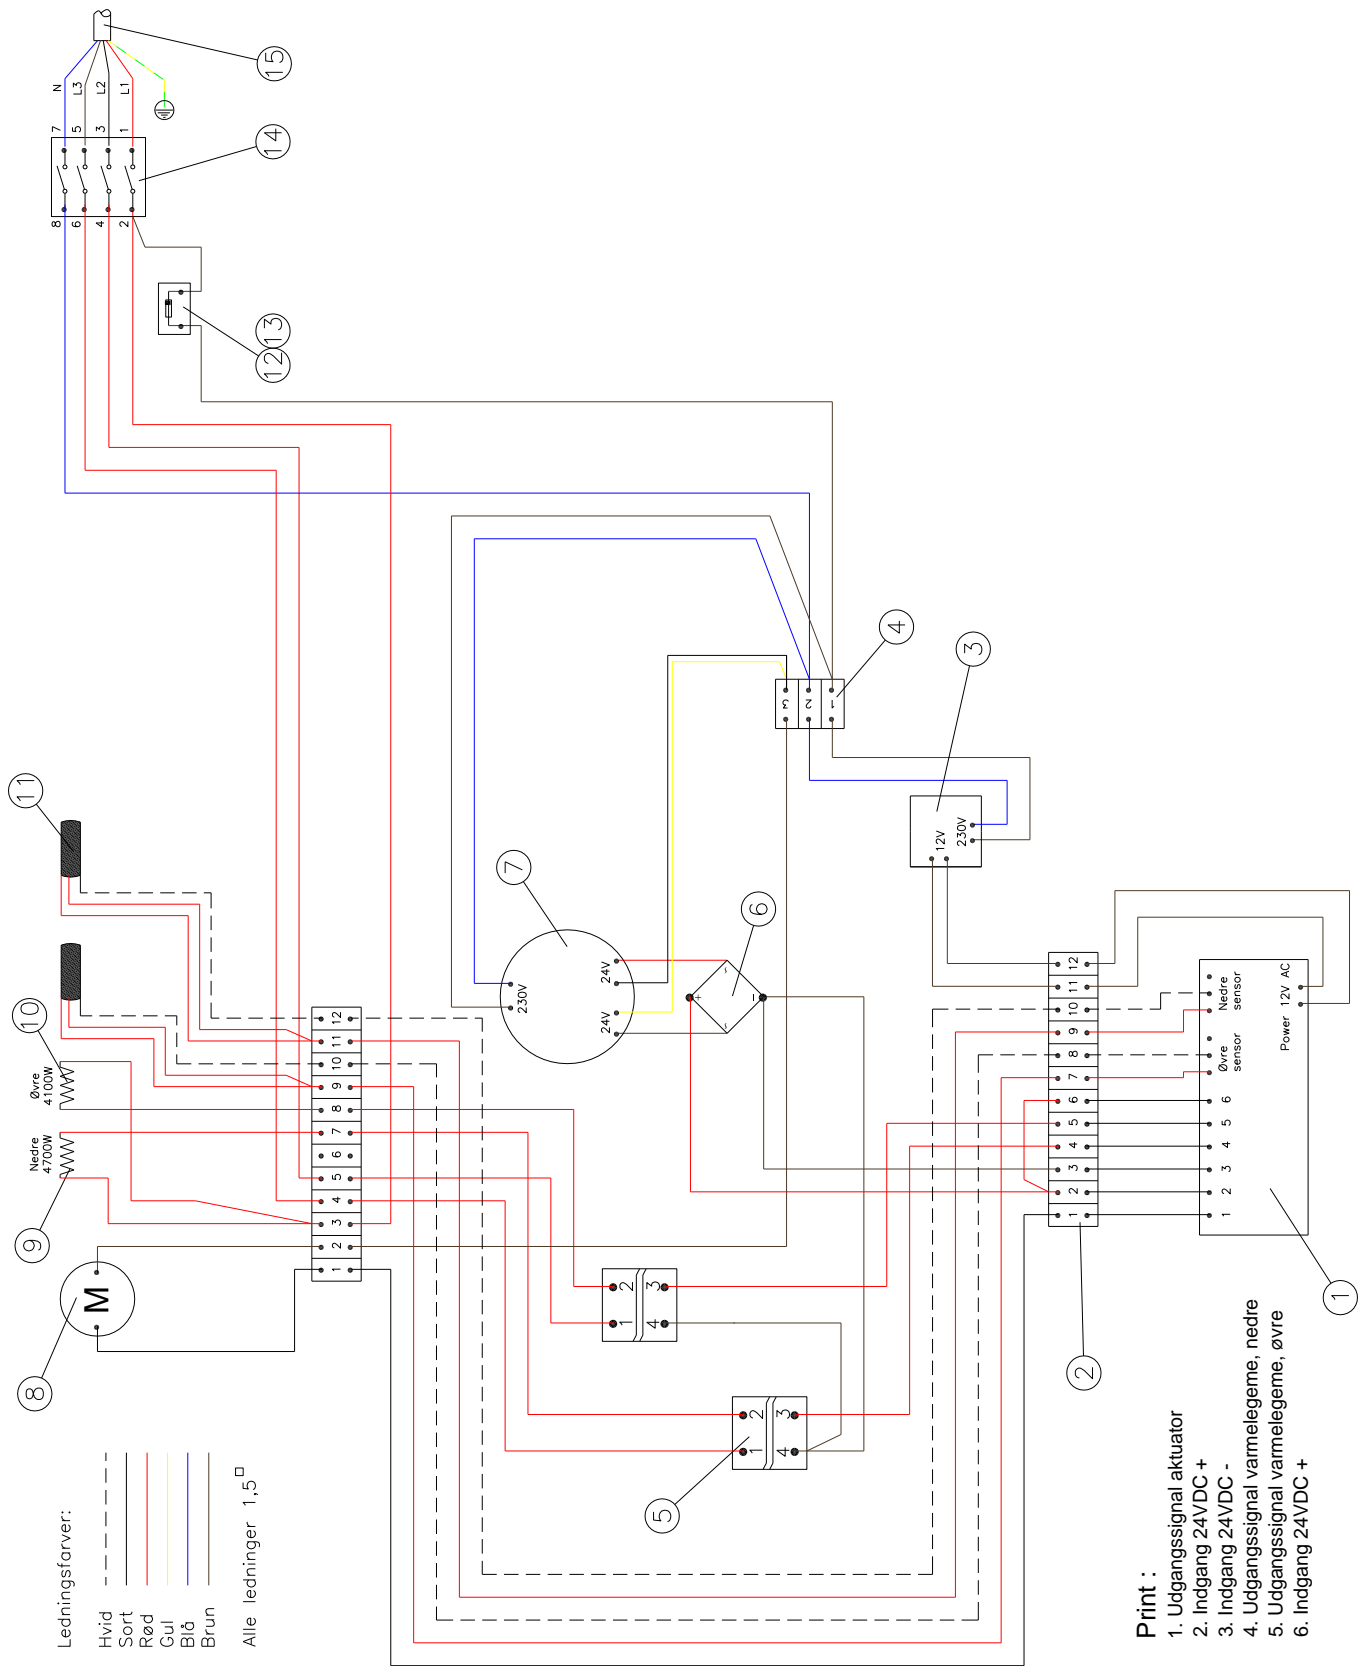 Ledningsfarver:
Hvid
Sort
Rød
Gul
Blå
Brun
Alle ledninger 1,5□
8
9
10
11
M
Nedre
4700W
Øvre
4100W
1 2 3 4 5 6 7 8 9 10 11 12
12 13
14
15
8 6 4 2
7 5 3 1
N
L3
L2
L1
5
1 2
4 3
1 2
4 3
7
230V
24V
24V
6
+
~
~
-
4
3
2
1
3
12V
230V
2
1 2 3 4 5 6 7 8 9 10 11 12
1 2 3 4 5 6
Øvre
sensor
Nedre
sensor
Power 12V AC
1
Print :
1. Udgangssignal aktuator
2. Indgang 24VDC +
3. Indgang 24VDC -
4. Udgangssignal varmelegeme, nedre
5. Udgangssignal varmelegeme, øvre
6. Indgang 24VDC +